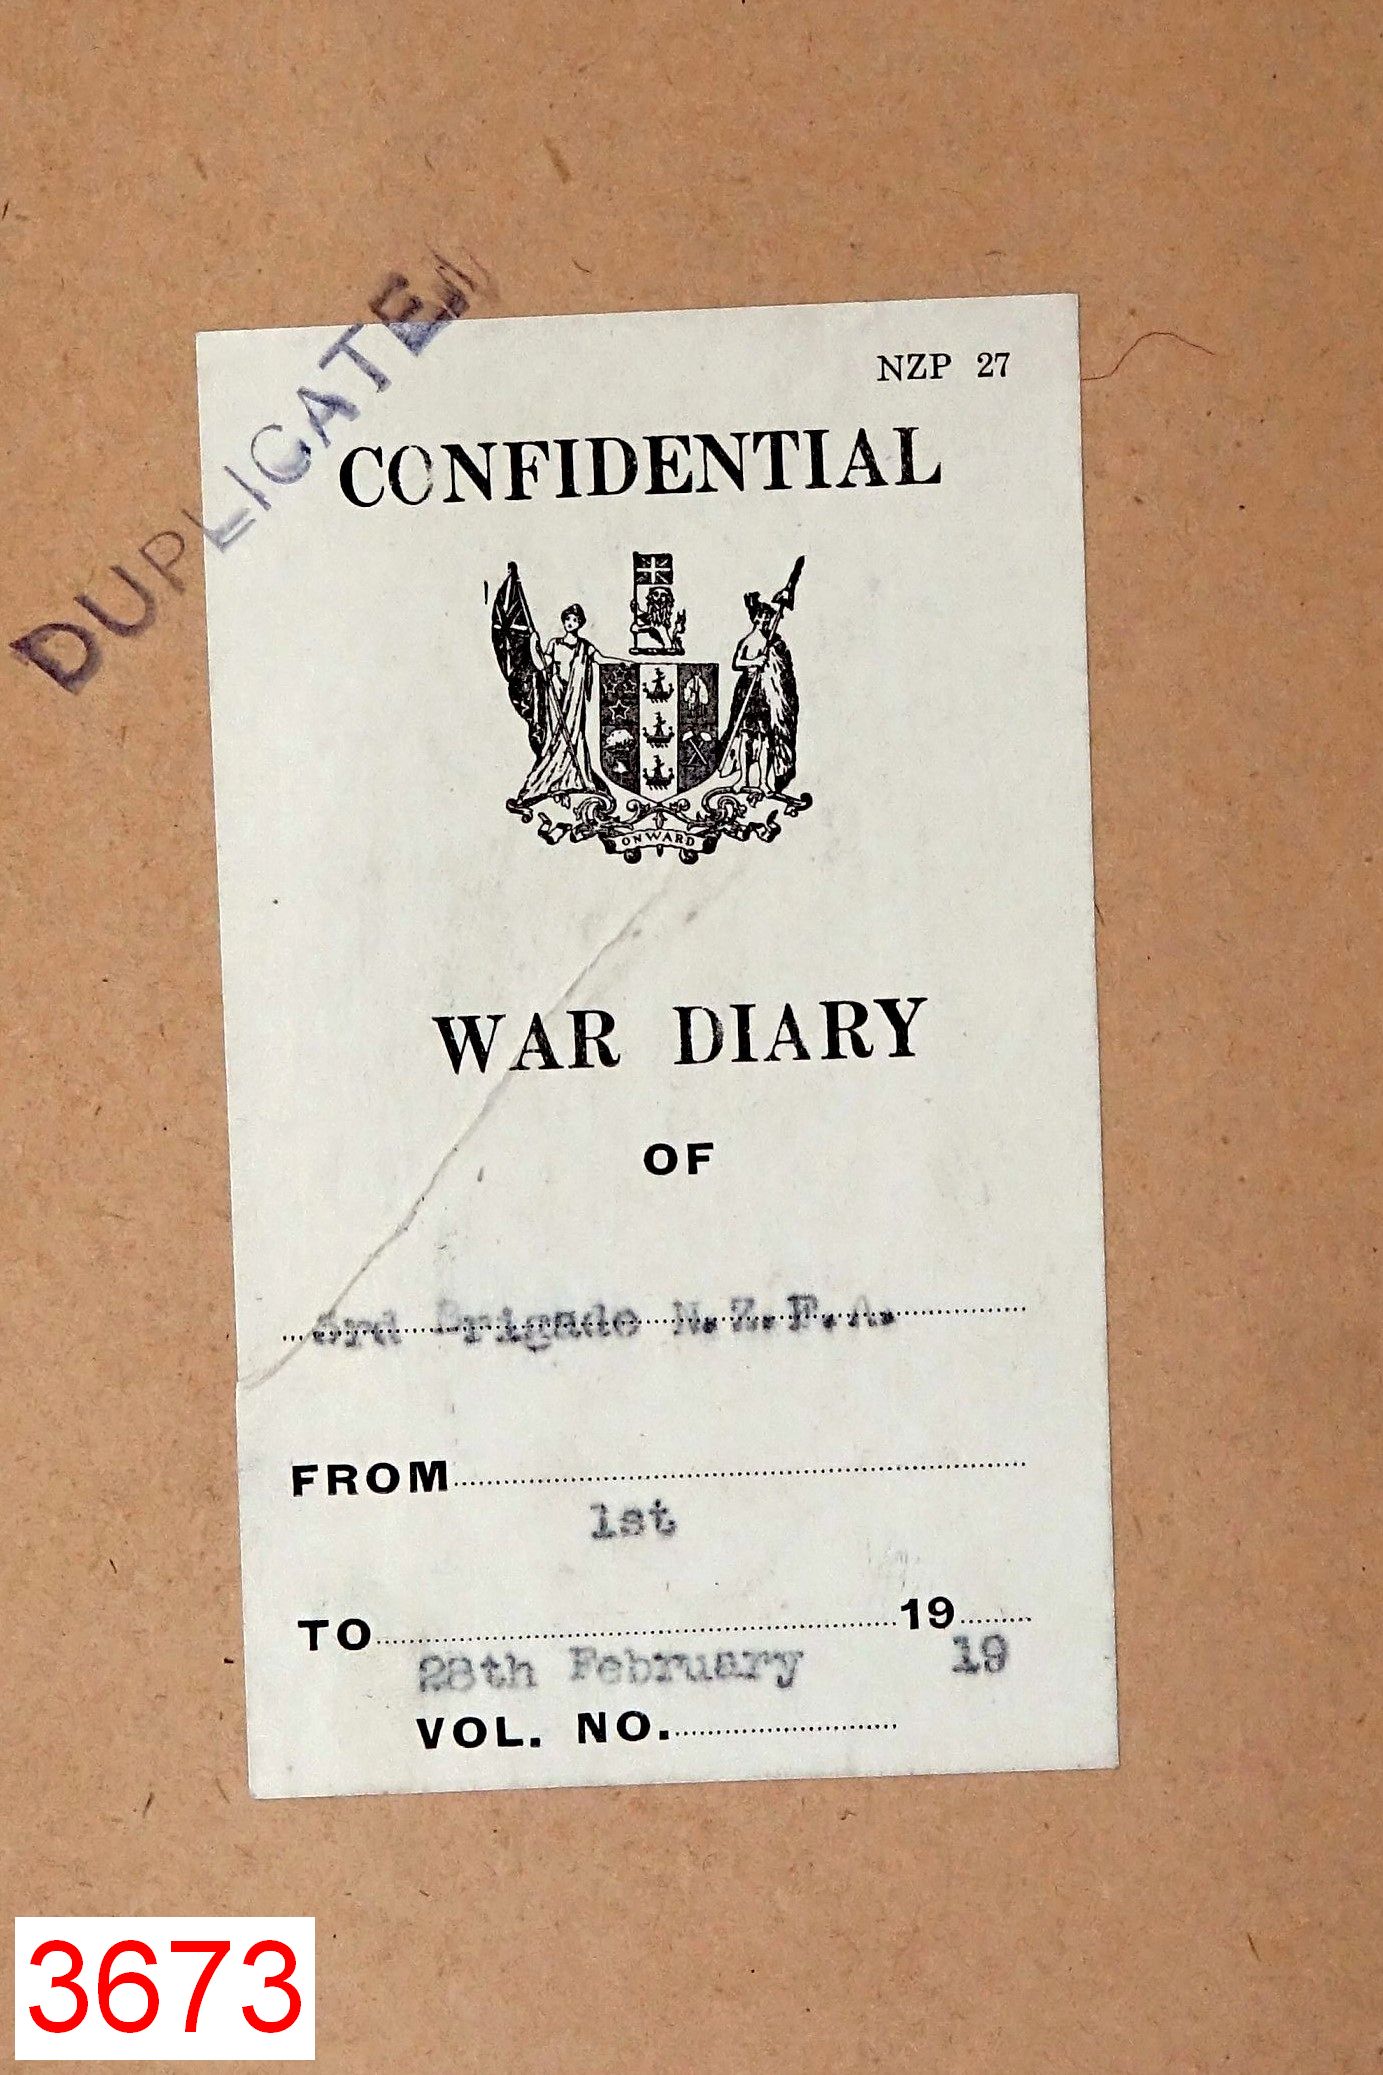 DUPLICATE
NZP 27
CONFIDENTIAL
ONWARD
WAR DIARY
OF
3rd Brigade N.Z.F.A.
FROM
1st
TO 19
28th February 19
VOL. NO.
3673